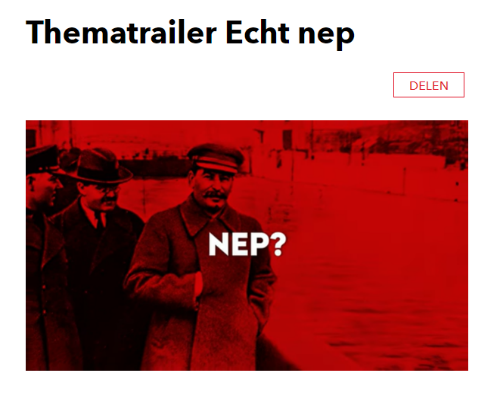 Thematrailer Echt nep
DELEN
NEP?